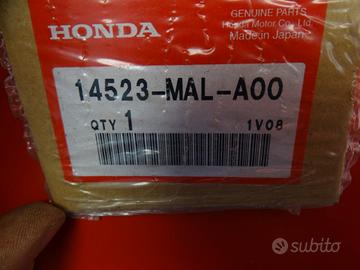 GENUINE PARTS
Honda Motor Co., Ltd.
Made in Japan
HONDA
14523-MAL-A00
QTY 1
1V08
subito